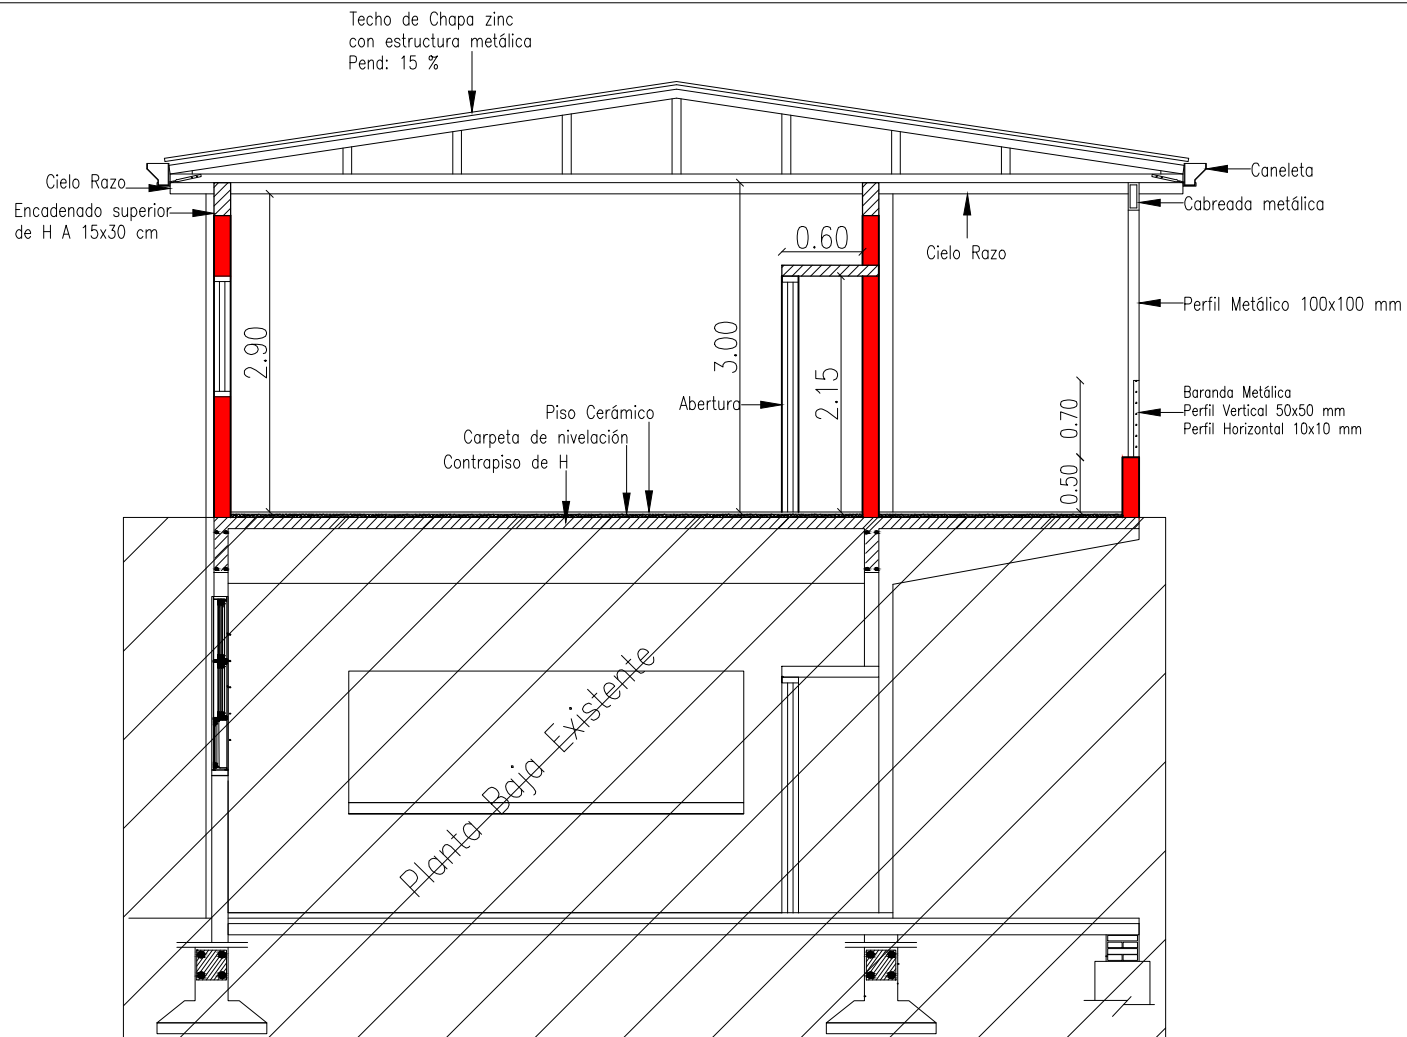 Techo de Chapa zinc
con estructura metálica
Pend: 15 %
Cielo Razo
Caneleta
Encadenado superior
de H A 15x30 cm
Cabreada metálica
0.60
Cielo Razo
Perfil Metálico 100x100 mm
2.90
3.00
2.15
Abertura
0.70
0.50
Baranda Metálica
Perfil Vertical 50x50 mm
Perfil Horizontal 10x10 mm
Piso Cerámico
Carpeta de nivelación
Contrapiso de H
Planta Baja Existente